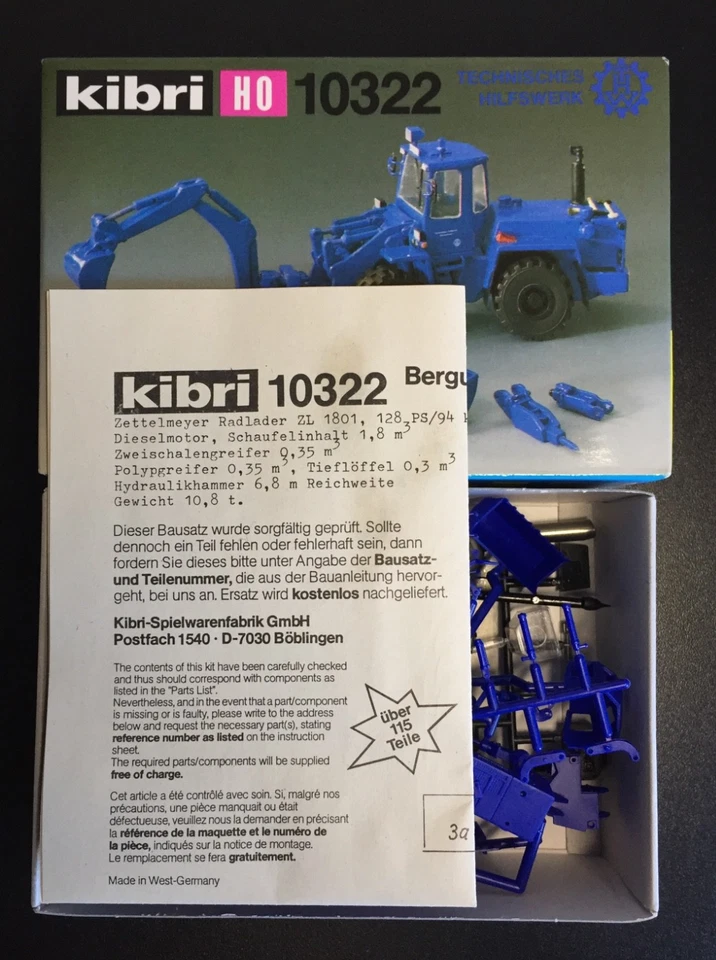 kibri HO 10322
TECHNISCHES
HILFSWERK
kibri 10322
Zettelmeyer Radlader ZL 1801, 128 PS/94
Dieselmotor, Schaufelinhalt 1,8 m³
Zweischalengreifer 0,35 m³
Polypgreifer 0,35 m³, Tieflöffel 0,3 m³
Hydraulikhammer 6,8 m Reichweite
Gewicht 10,8 t.
Dieser Bausatz wurde sorgfältig geprüft. Sollte
dennoch ein Teil fehlen oder fehlerhaft sein, dann
fordern Sie dieses bitte unter Angabe der Bausatz-
und Teilenummer, die aus der Bauanleitung hervor-
geht, bei uns an. Ersatz wird kostenlos nachgeliefert.
Kibri-Spielwarenfabrik GmbH
Postfach 1540 · D-7030 Böblingen
The contents of this kit have been carefully checked
and thus should correspond with components as
listed in the "Parts List".
Nevertheless, and in the event that a part/component
is missing or is faulty, please write to the address
below and request the necessary part(s), stating
reference number as listed on the instruction
sheet.
The required parts/components will be supplied
free of charge.
über
115
Teile
Cet article a été contrôlé avec soin. Si, malgré nos
précautions, une pièce manquait ou était
défectueuse, veuillez nous la demander en précisant
la référence de la maquette et le numéro de
la pièce, indiqués sur la notice de montage.
Le remplacement se fera gratuitement.
3a
Made in West-Germany